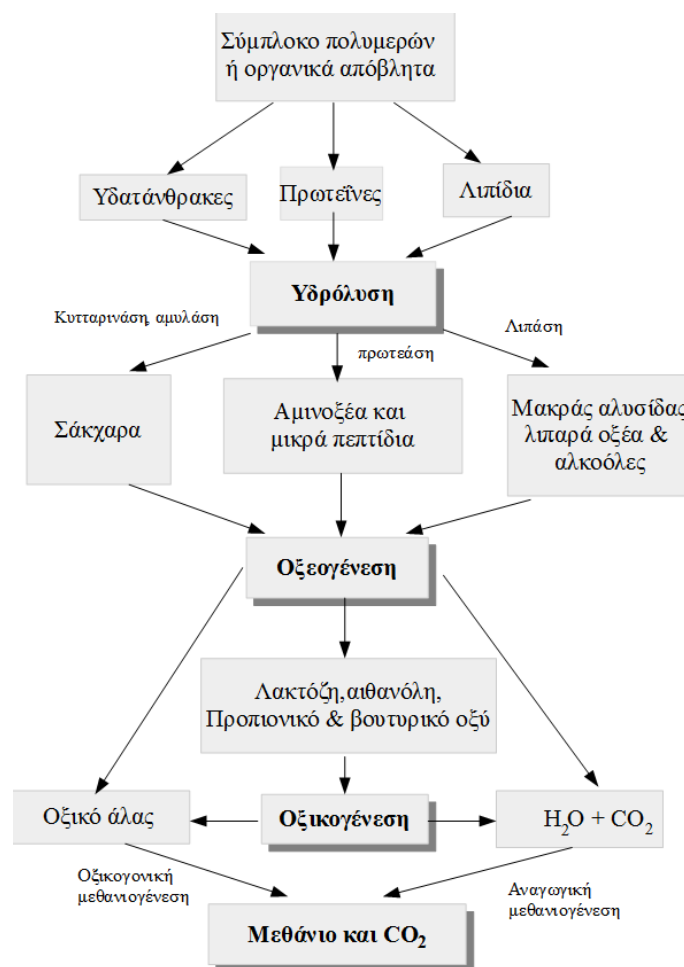 Σύμπλοκο πολυμερών
ή οργανικά απόβλητα
Υδατάνθρακες
Πρωτεΐνες
Λιπίδια
Υδρόλυση
Κυτταρινάση, αμυλάση
πρωτεάση
Λιπάση
Σάκχαρα
Αμινοξέα και
μικρά πεπτίδια
Μακράς αλυσίδας
λιπαρά οξέα &
αλκοόλες
Οξεογένεση
Λακτόζη,αιθανόλη,
Προπιονικό & βουτυρικό οξύ
Οξικό άλας
Οξικογένεση
H₂O + CO₂
Οξικογονική
μεθανιογένεση
Αναγωγική
μεθανιογένεση
Μεθάνιο και CO₂